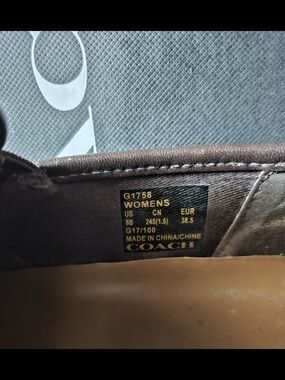 G1758
WOMENS
US CN EUR
8B 245(1.5) 38.5
G17/100
MADE IN CHINA/CHINE
COACH